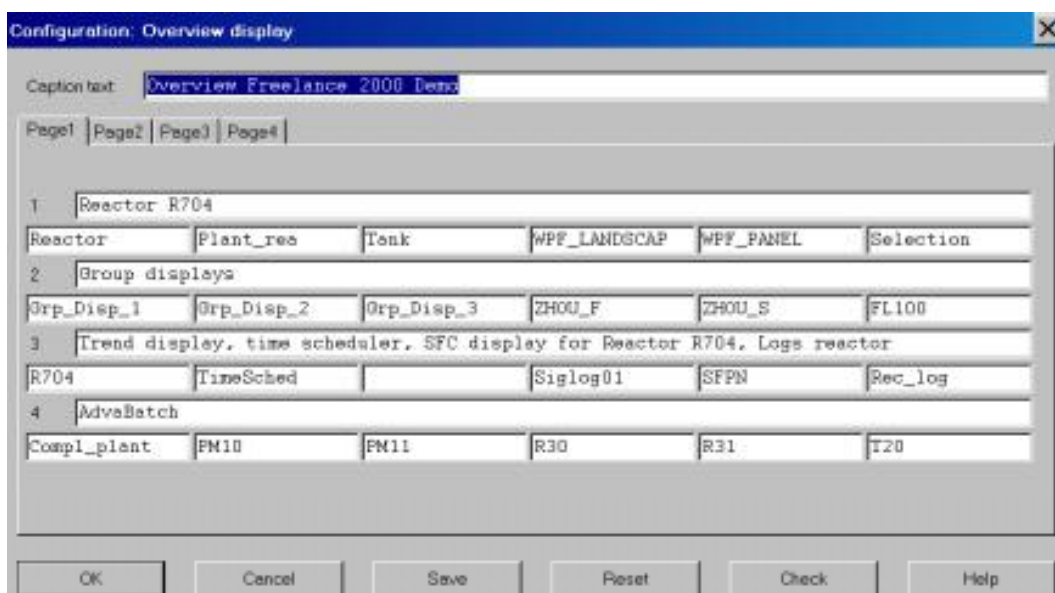 Configuration: Overview display
Caption text: Overview Freelance 2000 Demo
Page1 Page2 Page3 Page4
1 Reactor R704
Reactor Plant_rea Tank WPF_LANDSCAP WPF_PANEL Selection
2 Group displays
Grp_Disp_1 Grp_Disp_2 Grp_Disp_3 ZHOU_F ZHOU_S FL100
3 Trend display, time scheduler, SFC display for Reactor R704, Logs reactor
R704 TimeSched Siglog01 SFPN Rec_log
4 AdvaBatch
Compl_plant PM10 PM11 R30 R31 T20
OK Cancel Save Reset Check Help